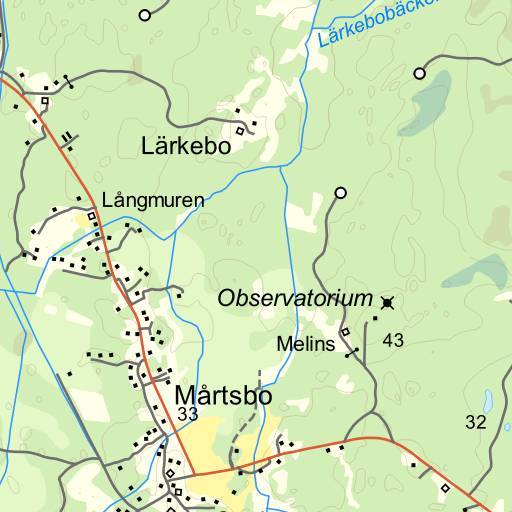 Lärkebobäcken
Lärkebo
Långmuren
Observatorium
Melins
43
Mårtsbo
33
32